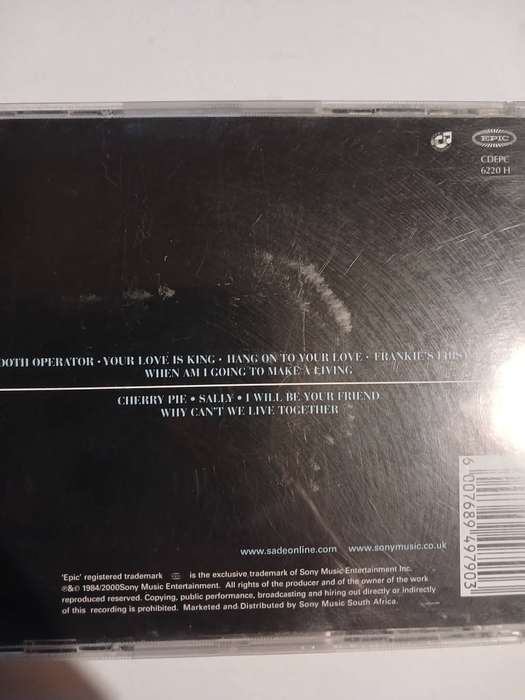 EPIC
CDEPC
6220 H
OOTH OPERATOR • YOUR LOVE IS KING • HANG ON TO YOUR LOVE • FRANKIE'S FIRST
WHEN AM I GOING TO MAKE A LIVING
CHERRY PIE • SALLY • I WILL BE YOUR FRIEND
WHY CAN'T WE LIVE TOGETHER
www.sadeonline.com www.sonymusic.co.uk
'Epic' registered trademark is the exclusive trademark of Sony Music Entertainment Inc.
℗&© 1984/2000Sony Music Entertainment. All rights of the producer and of the owner of the work
reproduced reserved. Copying, public performance, broadcasting and hiring out directly or indirectly
of this recording is prohibited. Marketed and Distributed by Sony Music South Africa.
6 007689 497903